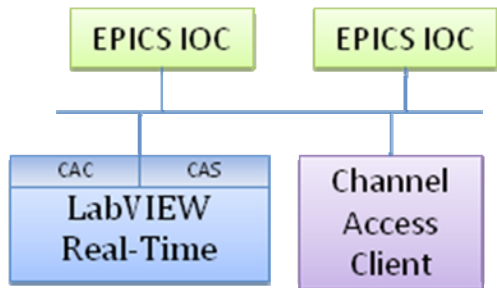 EPICS IOC
EPICS IOC
CAC
CAS
LabVIEW
Real-Time
Channel
Access
Client